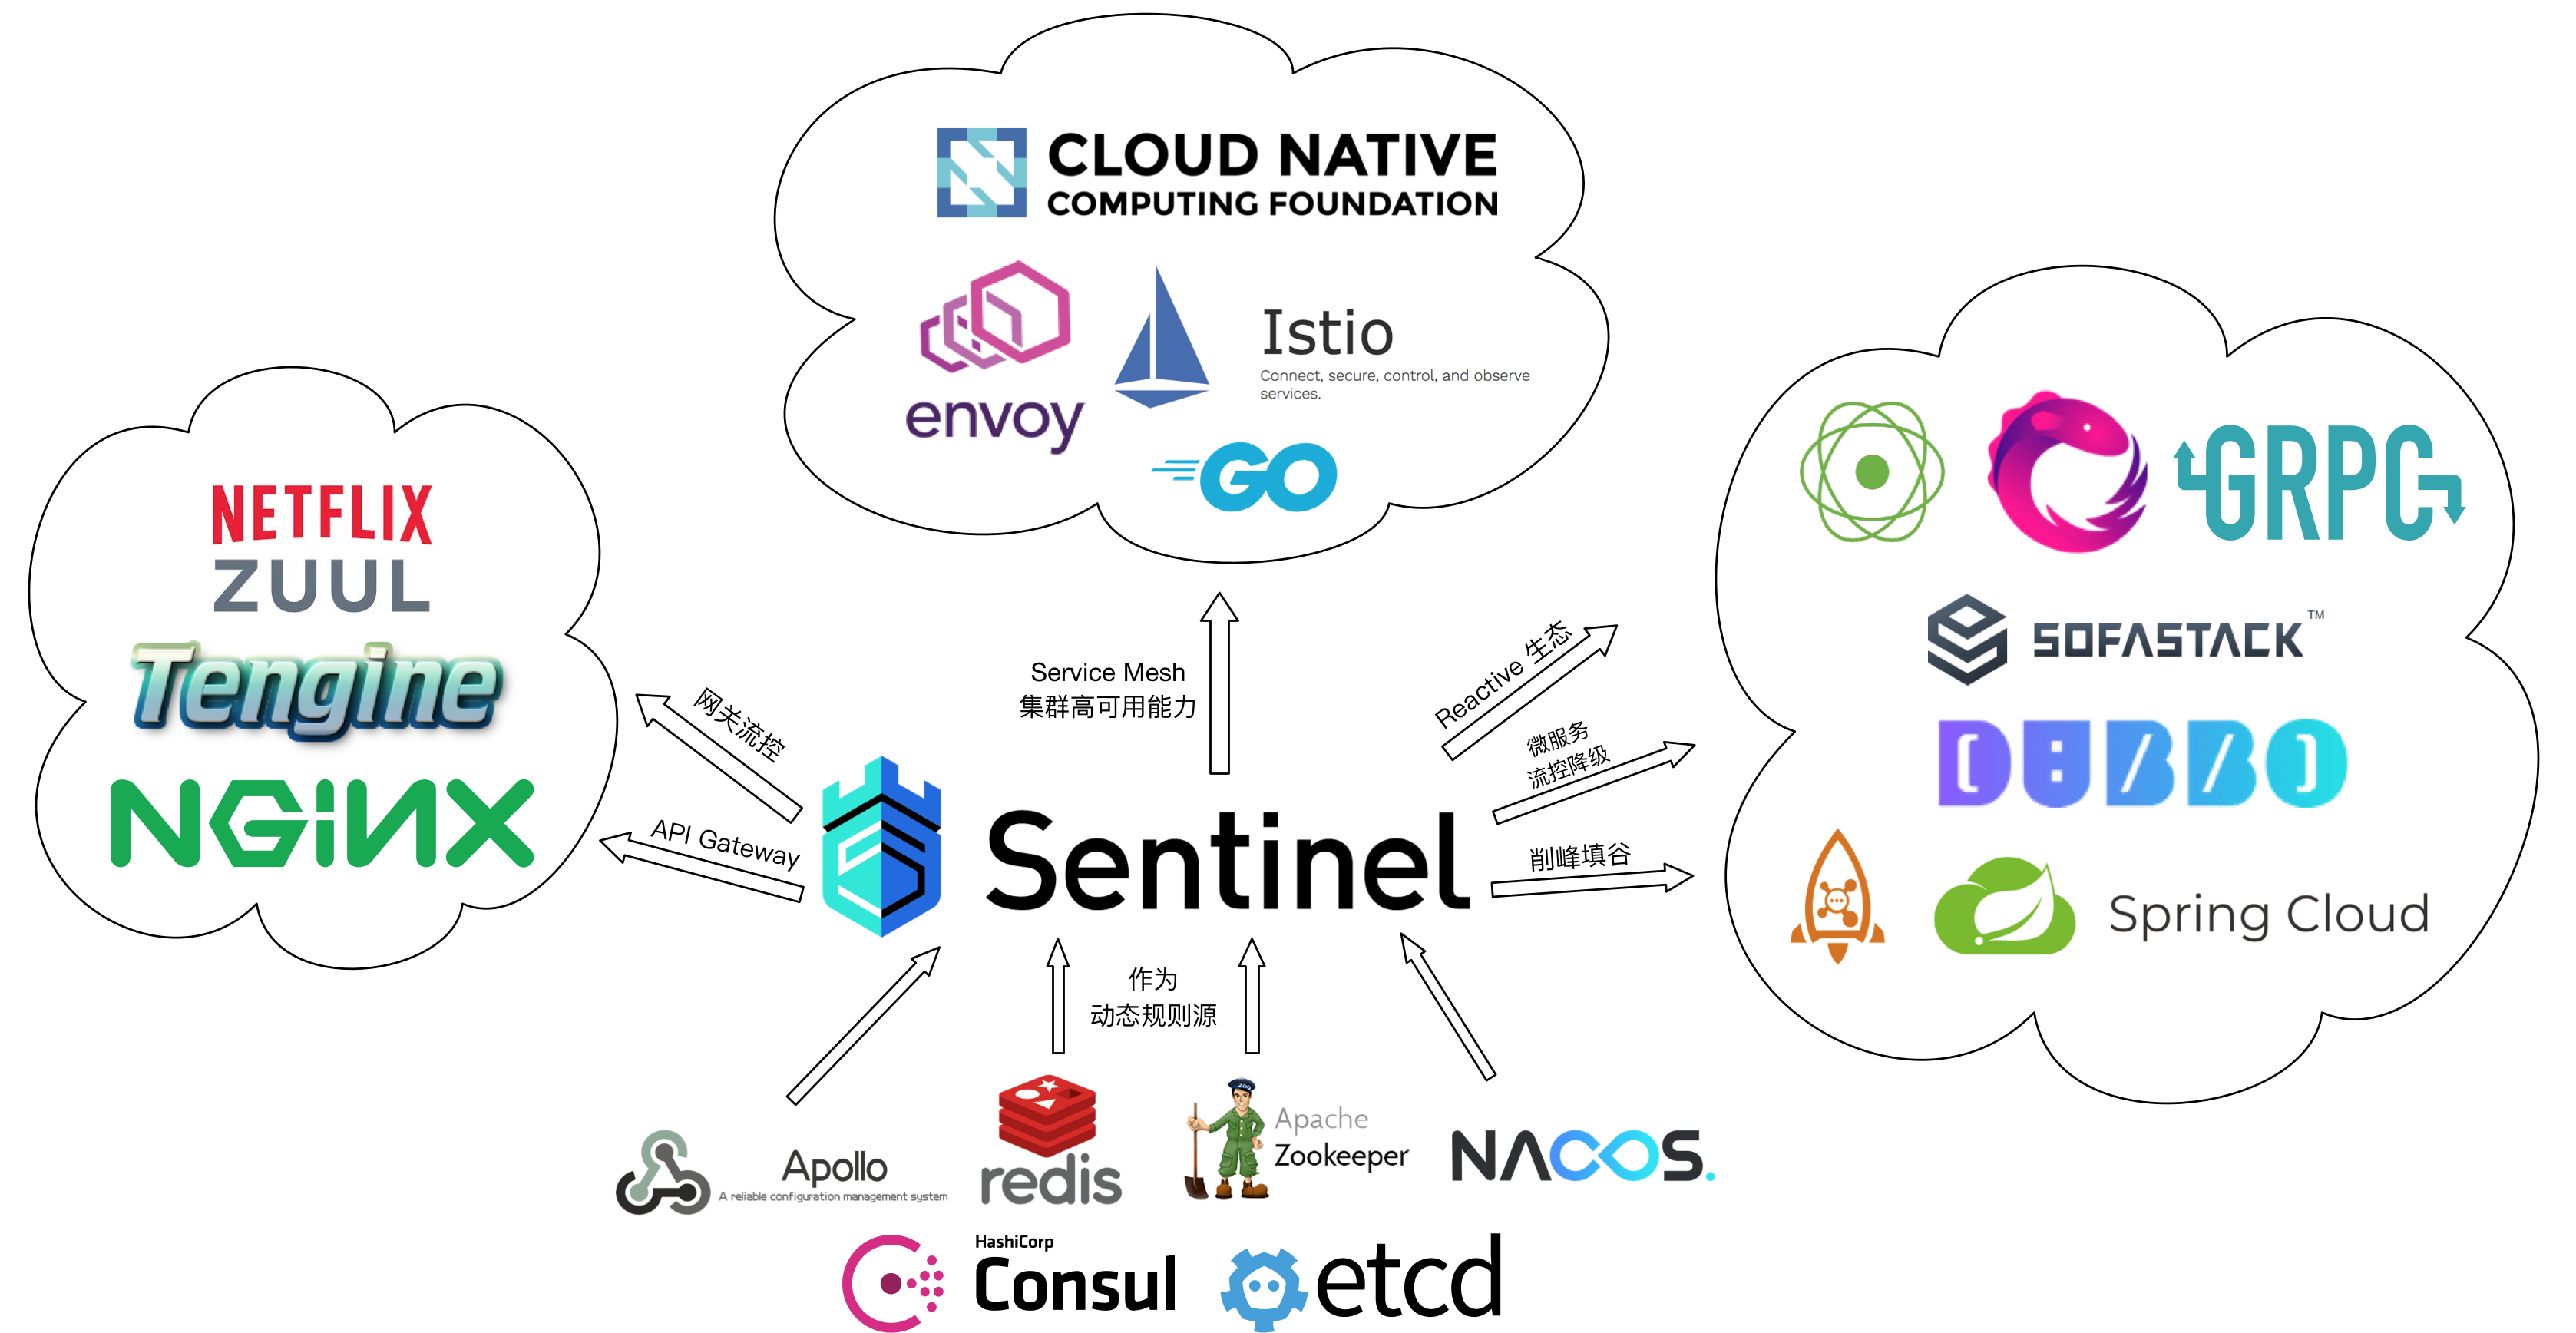 CLOUD NATIVE
COMPUTING FOUNDATION
envoy
Istio
Connect, secure, control, and observe
services.
GO
NETFLIX
ZUUL
Tengine
NGiNX
GRPC
SOFASTACK™
DUBBO
Spring Cloud
网关流控
API Gateway
Service Mesh
集群高可用能力
Reactive 生态
微服务
流控降级
削峰填谷
Sentinel
作为
动态规则源
Apollo
A reliable configuration management system
redis
ZOO
Apache
Zookeeper
NACOS.
HashiCorp
Consul
etcd